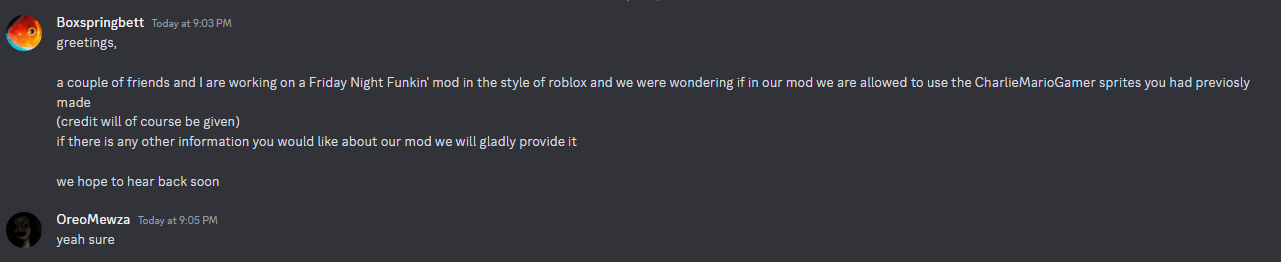 Boxspringbett Today at 9:03 PM
greetings,
a couple of friends and I are working on a Friday Night Funkin' mod in the style of roblox and we were wondering if in our mod we are allowed to use the CharlieMarioGamer sprites you had previosly
made
(credit will of course be given)
if there is any other information you would like about our mod we will gladly provide it
we hope to hear back soon
OreoMewza Today at 9:05 PM
yeah sure